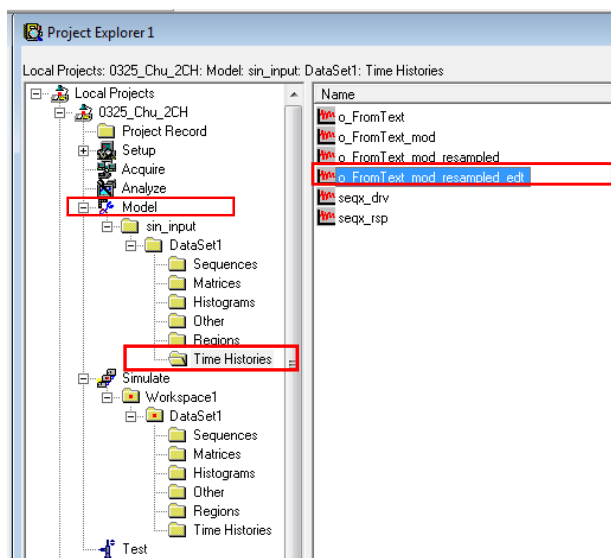 Project Explorer 1
Local Projects: 0325_Chu_2CH: Model: sin_input: DataSet1: Time Histories
Local Projects
0325_Chu_2CH
Project Record
Setup
Acquire
Analyze
Model
sin_input
DataSet1
Sequences
Matrices
Histograms
Other
Regions
Time Histories
Simulate
Workspace1
DataSet1
Sequences
Matrices
Histograms
Other
Regions
Time Histories
Test
Name
o_FromText
o_FromText_mod
o_FromText_mod_resampled
o_FromText_mod_resampled_edt
seqx_drv
seqx_rsp